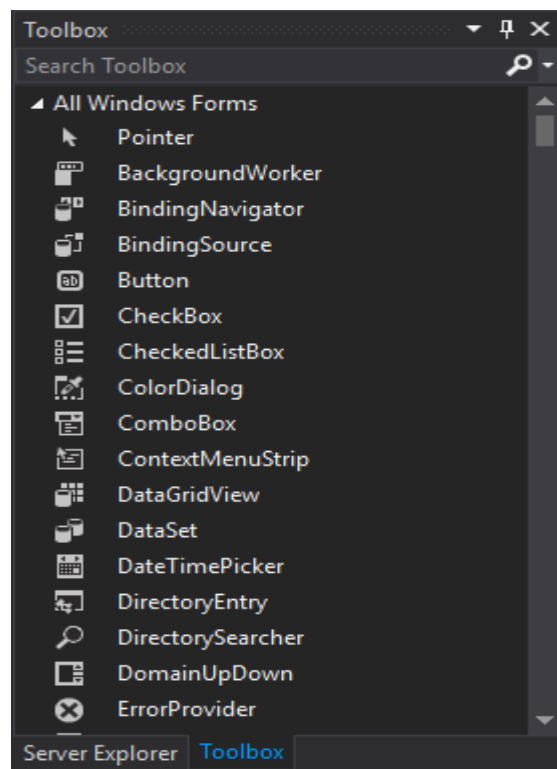 Toolbox
Search Toolbox
All Windows Forms
Pointer
BackgroundWorker
BindingNavigator
BindingSource
Button
CheckBox
CheckedListBox
ColorDialog
ComboBox
ContextMenuStrip
DataGridView
DataSet
DateTimePicker
DirectoryEntry
DirectorySearcher
DomainUpDown
ErrorProvider
Server Explorer Toolbox